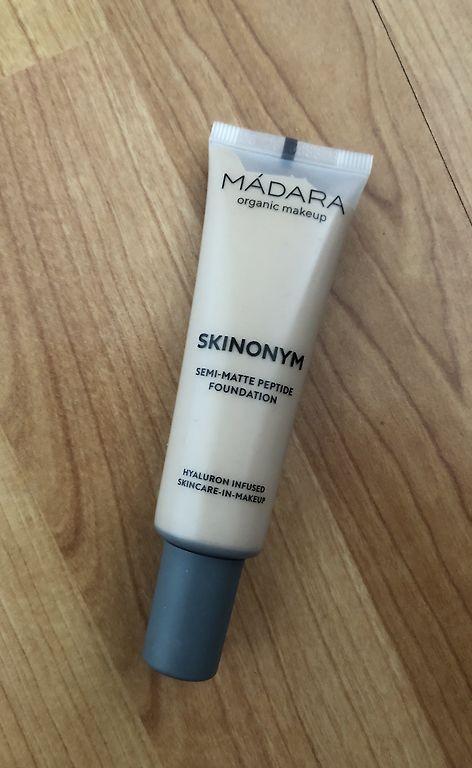 MÁDARA
organic makeup
SKINONYM
SEMI-MATTE PEPTIDE
FOUNDATION
HYALURON INFUSED
SKINCARE-IN-MAKEUP